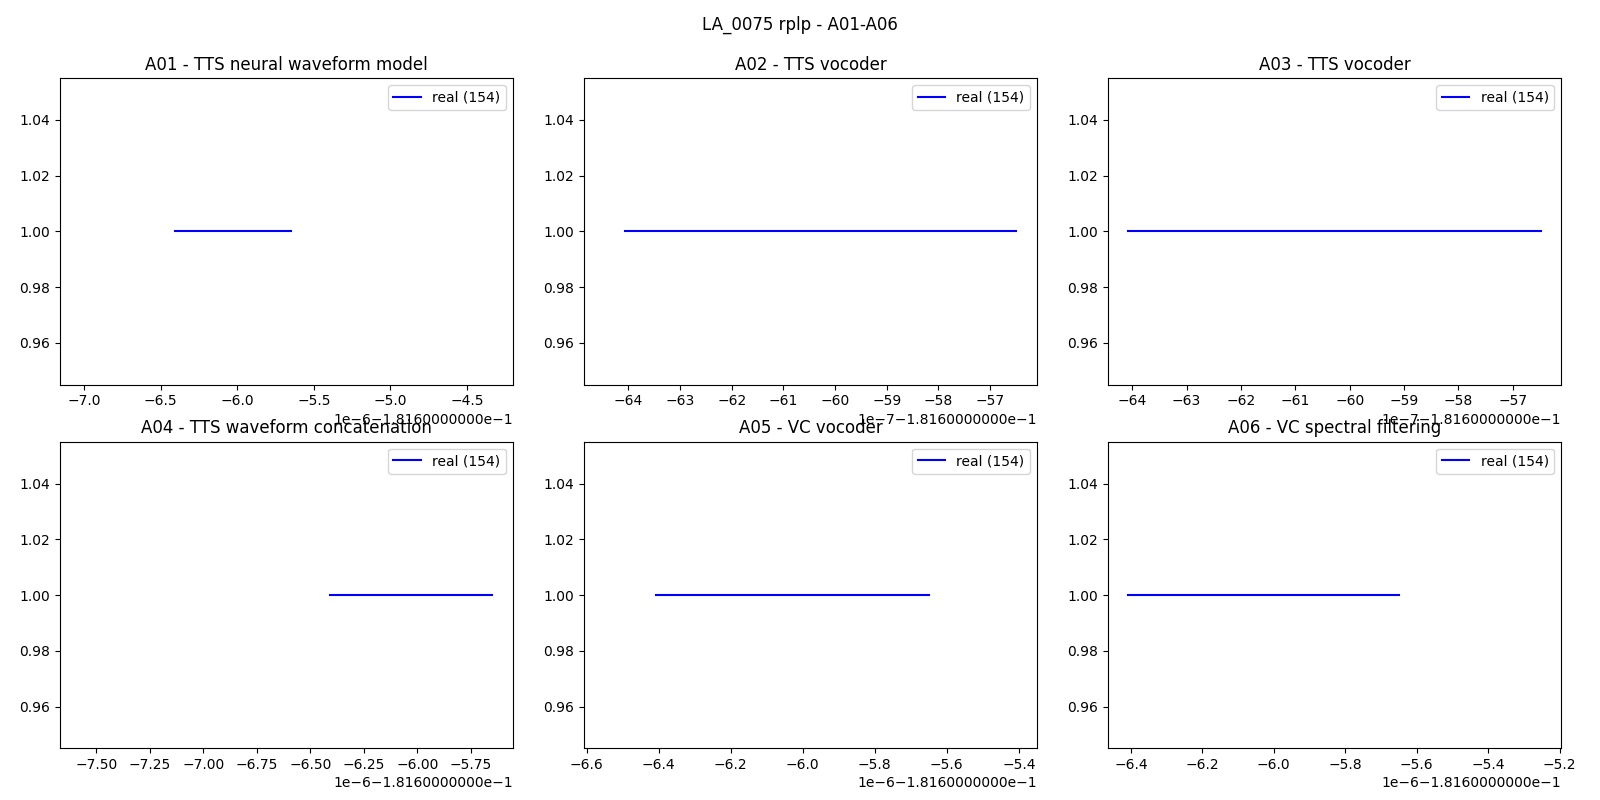 LA_0075 rplp - A01-A06
A01 - TTS neural waveform model
real (154)
1.04
1.02
1.00
0.98
0.96
−7.0 −6.5 −6.0 −5.5 −5.0 −4.5
1e−6−1.8160000000e−1
A02 - TTS vocoder
real (154)
1.04
1.02
1.00
0.98
0.96
−64 −63 −62 −61 −60 −59 −58 −57
1e−7−1.8160000000e−1
A03 - TTS vocoder
real (154)
1.04
1.02
1.00
0.98
0.96
−64 −63 −62 −61 −60 −59 −58 −57
1e−7−1.8160000000e−1
A04 - TTS waveform concatenation
real (154)
1.04
1.02
1.00
0.98
0.96
−7.50 −7.25 −7.00 −6.75 −6.50 −6.25 −6.00 −5.75
1e−6−1.8160000000e−1
A05 - VC vocoder
real (154)
1.04
1.02
1.00
0.98
0.96
−6.6 −6.4 −6.2 −6.0 −5.8 −5.6 −5.4
1e−6−1.8160000000e−1
A06 - VC spectral filtering
real (154)
1.04
1.02
1.00
0.98
0.96
−6.4 −6.2 −6.0 −5.8 −5.6 −5.4 −5.2
1e−6−1.8160000000e−1